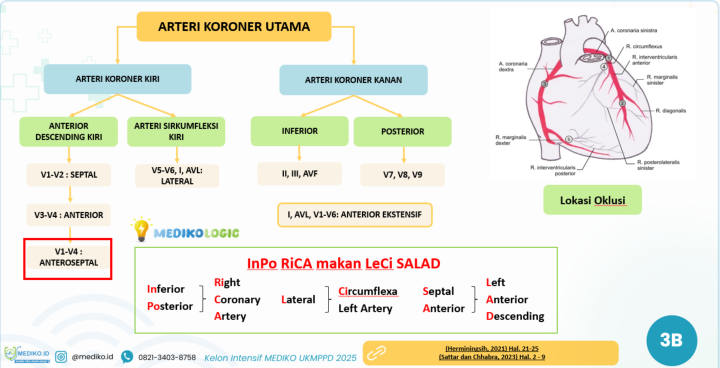 ARTERI KORONER UTAMA
ARTERI KORONER KIRI
ARTERI KORONER KANAN
ANTERIOR
DESCENDING KIRI
ARTERI SIRKUMFLEKSI
KIRI
INFERIOR
POSTERIOR
V1-V2 : SEPTAL
V5-V6, I, AVL:
LATERAL
II, III, AVF
V7, V8, V9
V3-V4 : ANTERIOR
I, AVL, V1-V6: ANTERIOR EKSTENSIF
V1-V4 :
ANTEROSEPTAL
A. coronaria sinistra
R. circumflexus
R. interventricularis
anterior
A. coronaria
dextra
R. marginalis
sinister
R. diagonalis
R. marginalis
dexter
R. posterolateralis
sinister
R. interventricularis
posterior
Lokasi Oklusi
MEDIKOLOGIC
InPo RiCA makan LeCi SALAD
Inferior
Posterior
Right
Coronary
Artery
Lateral
Circumflexa
Left Artery
Septal
Anterior
Left
Anterior
Descending
MEDIKO.ID
@mediko.id
0821-3403-8758
Kelon Intensif MEDIKO UKMPPD 2025
(Herminingsih, 2021) Hal. 21-25
(Sattar dan Chhabra, 2023) Hal. 2 - 9
3B